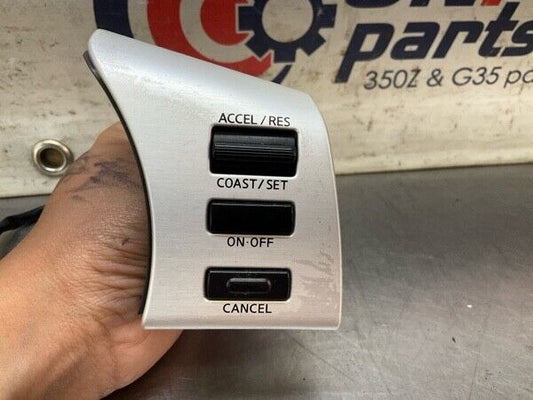 parts
350Z & G35 pa
ACCEL/RES
COAST/SET
ON·OFF
CANCEL